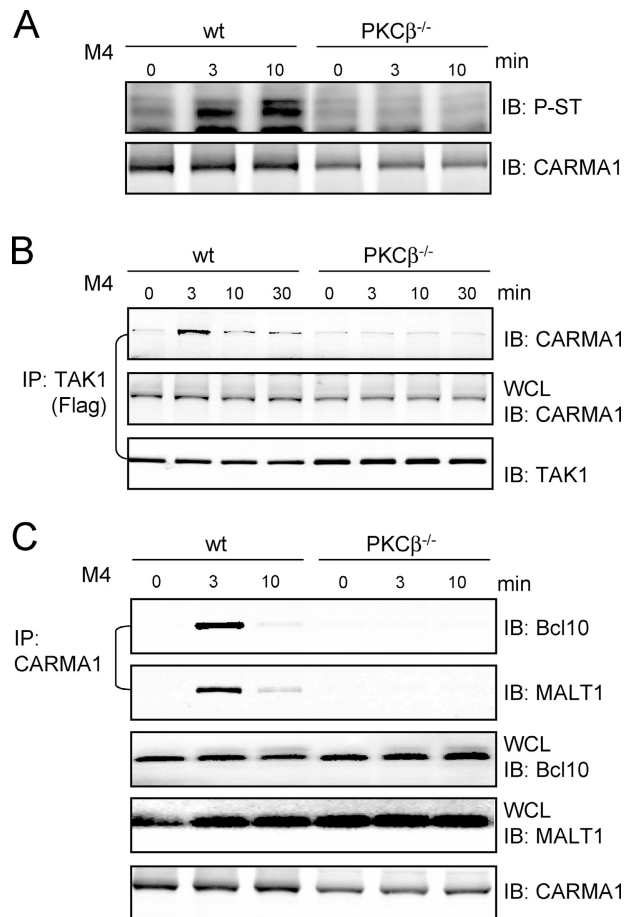 A
wt PKCβ-/-
M4 0 3 10 0 3 10 min
IB: P-ST
IB: CARMA1
B
wt PKCβ-/-
M4 0 3 10 30 0 3 10 30 min
IB: CARMA1
IP: TAK1
(Flag)
WCL
IB: CARMA1
IB: TAK1
C
wt PKCβ-/-
M4 0 3 10 0 3 10 min
IB: Bcl10
IP:
CARMA1
IB: MALT1
WCL
IB: Bcl10
WCL
IB: MALT1
IB: CARMA1